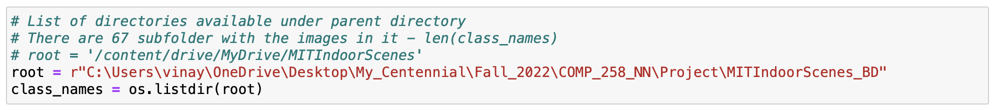 # List of directories available under parent directory
# There are 67 subfolder with the images in it – len(class_names)
# root = '/content/drive/MyDrive/MITIndoorScenes'
root = r"C:\Users\vinay\OneDrive\Desktop\My_Centennial\Fall_2022\COMP_258_NN\Project\MITIndoorScenes_BD"
class_names = os.listdir(root)